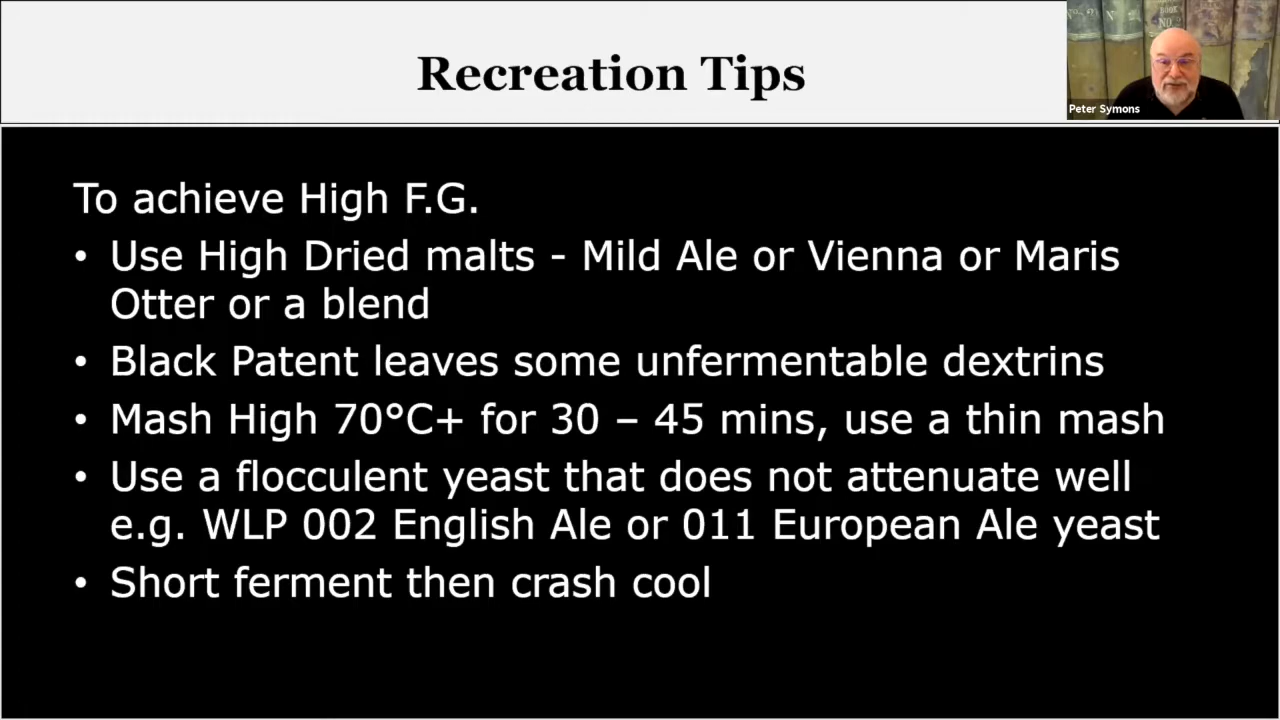 Recreation Tips
BOOK
NO. 2
Peter Symons
To achieve High F.G.
• Use High Dried malts - Mild Ale or Vienna or Maris
Otter or a blend
• Black Patent leaves some unfermentable dextrins
• Mash High 70°C+ for 30 – 45 mins, use a thin mash
• Use a flocculent yeast that does not attenuate well
e.g. WLP 002 English Ale or 011 European Ale yeast
• Short ferment then crash cool